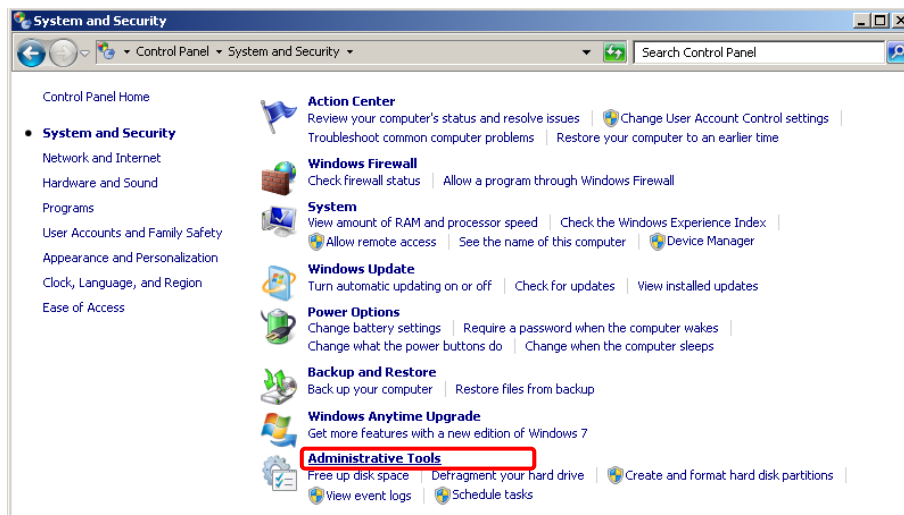 System and Security
Control Panel System and Security
Search Control Panel
Control Panel Home
System and Security
Network and Internet
Hardware and Sound
Programs
User Accounts and Family Safety
Appearance and Personalization
Clock, Language, and Region
Ease of Access
Action Center
Review your computer's status and resolve issues Change User Account Control settings
Troubleshoot common computer problems Restore your computer to an earlier time
Windows Firewall
Check firewall status Allow a program through Windows Firewall
System
View amount of RAM and processor speed Check the Windows Experience Index
Allow remote access See the name of this computer Device Manager
Windows Update
Turn automatic updating on or off Check for updates View installed updates
Power Options
Change battery settings Require a password when the computer wakes
Change what the power buttons do Change when the computer sleeps
Backup and Restore
Back up your computer Restore files from backup
Windows Anytime Upgrade
Get more features with a new edition of Windows 7
Administrative Tools
Free up disk space Defragment your hard drive Create and format hard disk partitions
View event logs Schedule tasks